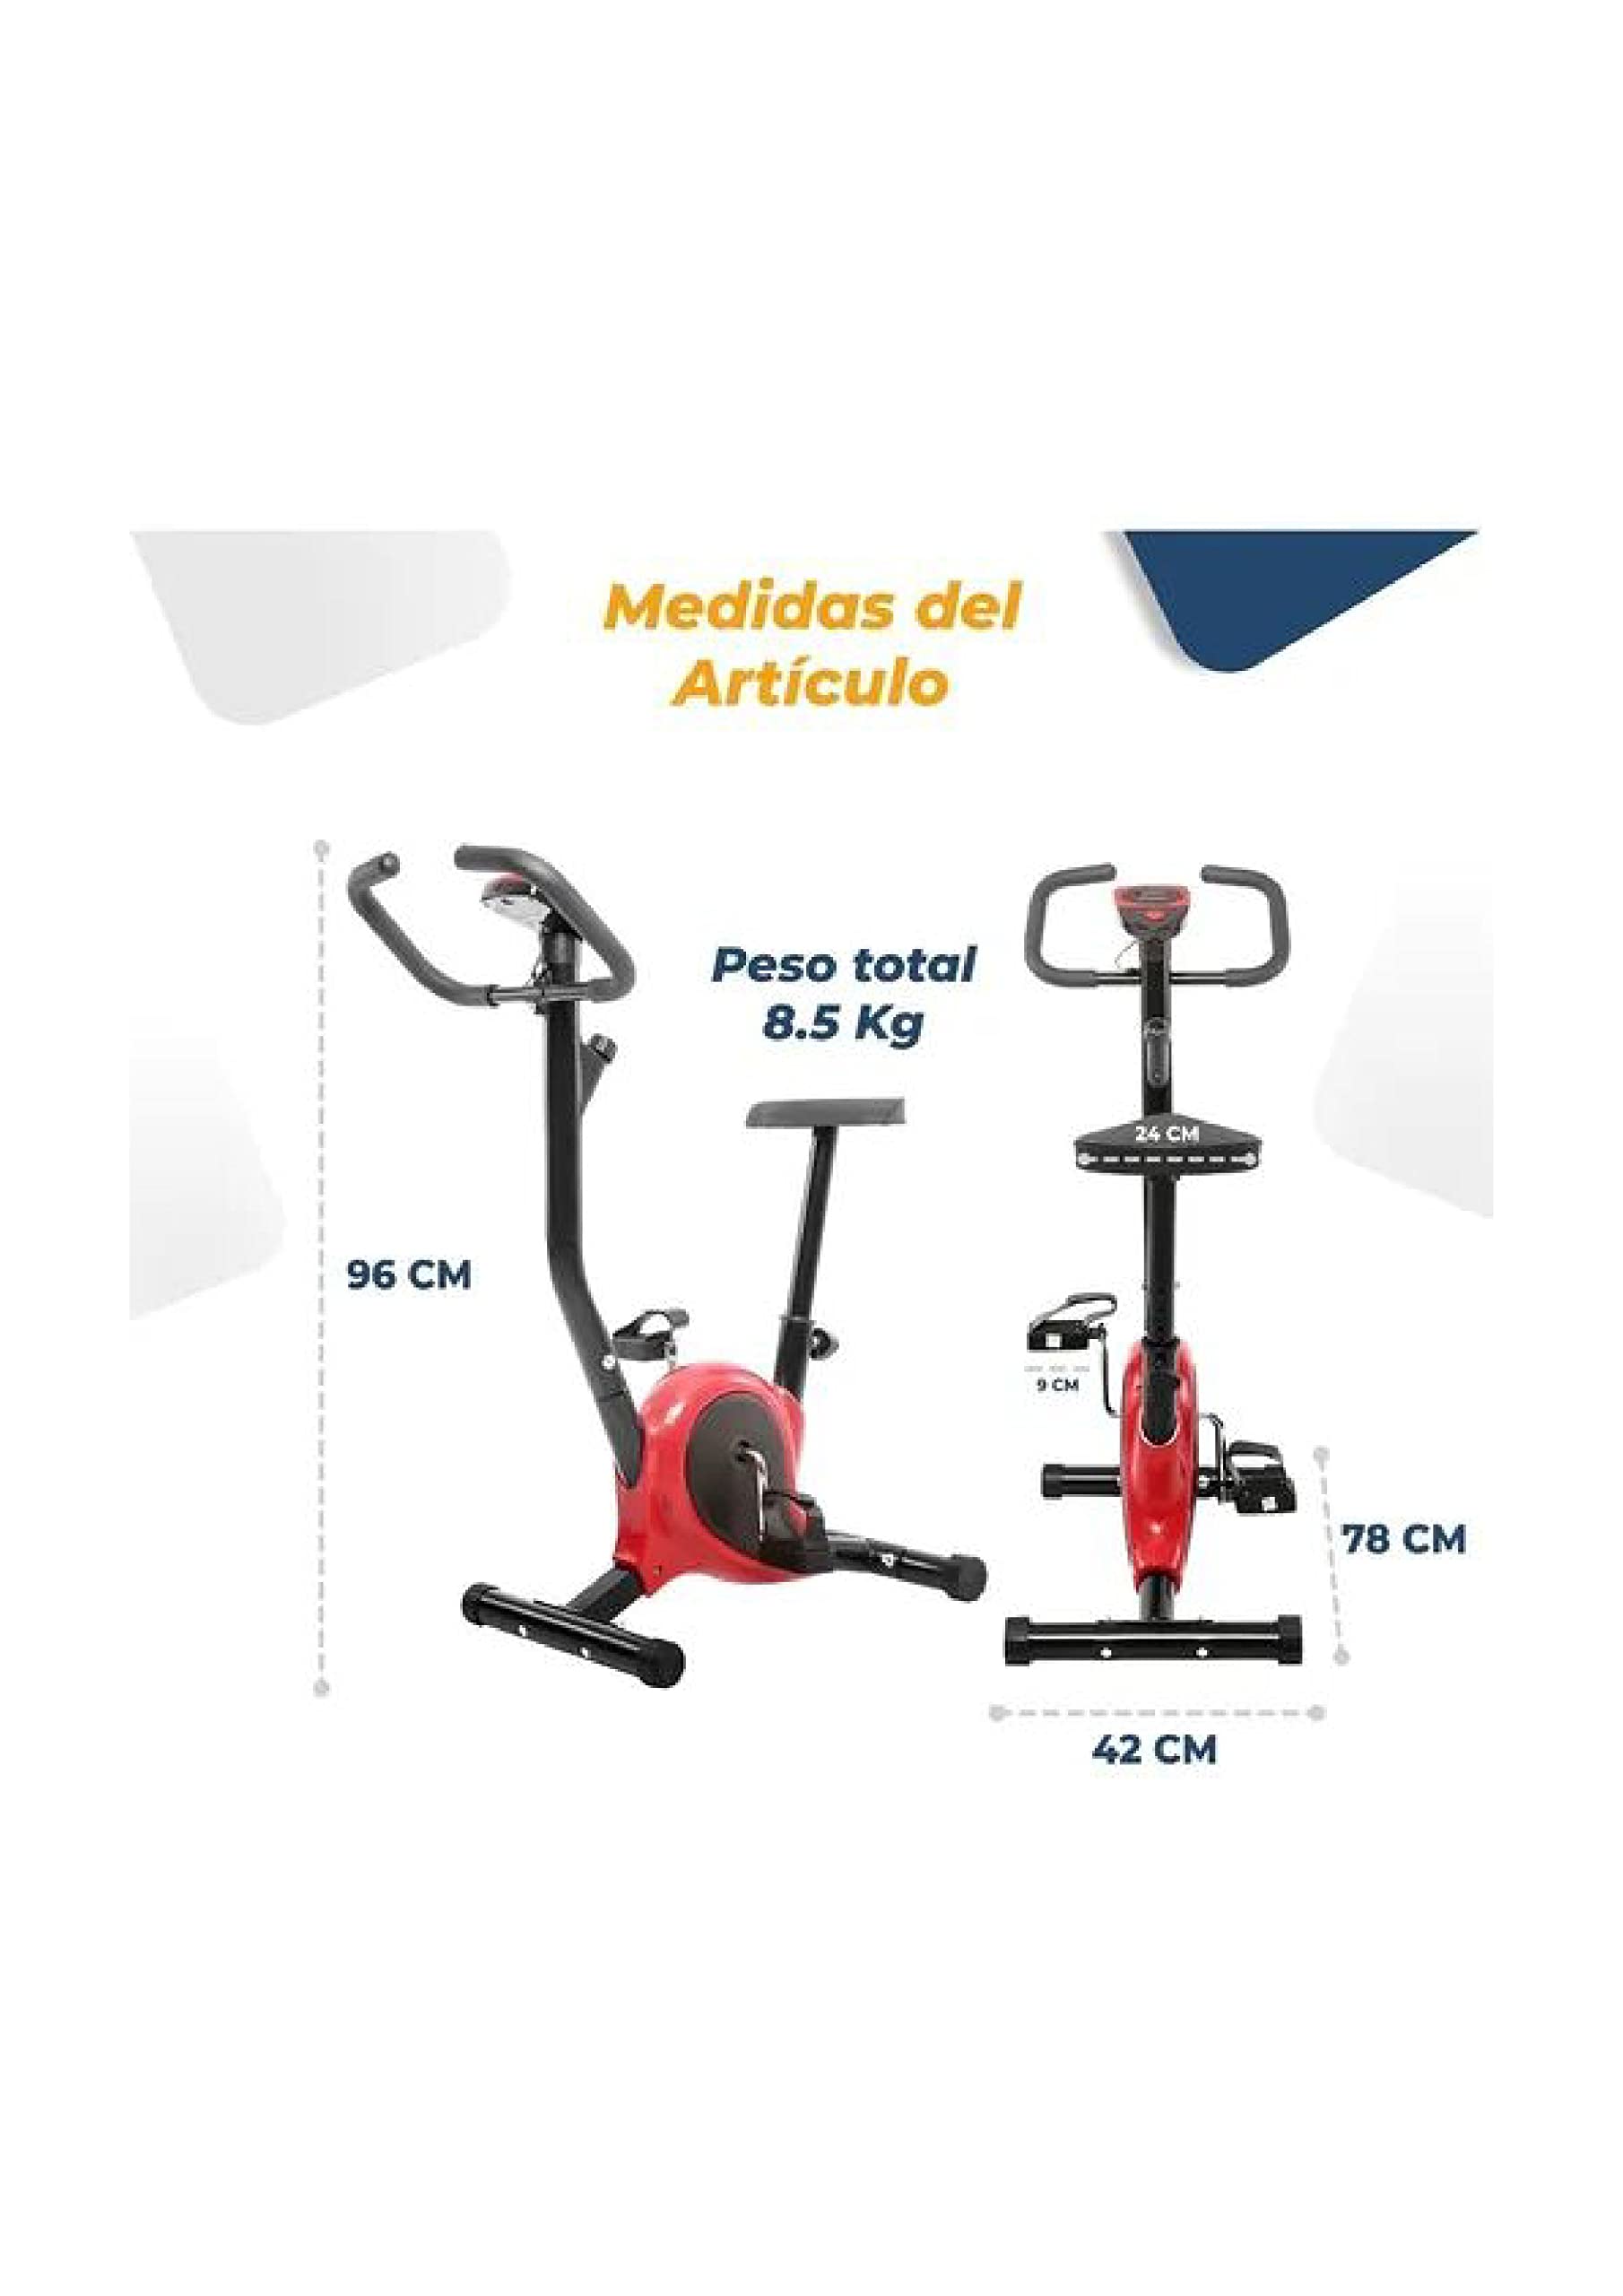 Medidas del
Artículo
Peso total
8.5 Kg
24 CM
96 CM
9 CM
78 CM
42 CM